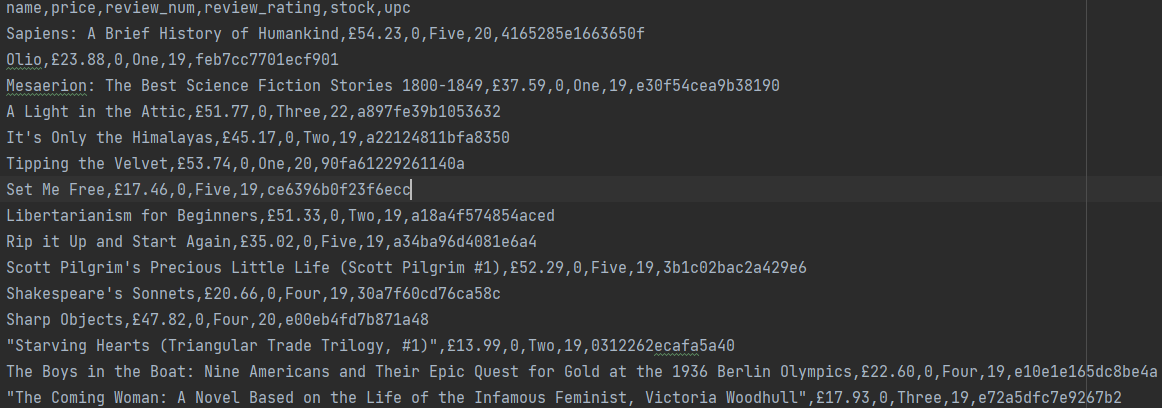 name,price,review_num,review_rating,stock,upc
Sapiens: A Brief History of Humankind,£54.23,0,Five,20,4165285e1663650f
Olio,£23.88,0,One,19,feb7cc7701ecf901
Mesaerion: The Best Science Fiction Stories 1800-1849,£37.59,0,One,19,e30f54cea9b38190
A Light in the Attic,£51.77,0,Three,22,a897fe39b1053632
It's Only the Himalayas,£45.17,0,Two,19,a22124811bfa8350
Tipping the Velvet,£53.74,0,One,20,90fa61229261140a
Set Me Free,£17.46,0,Five,19,ce6396b0f23f6ecc
Libertarianism for Beginners,£51.33,0,Two,19,a18a4f574854aced
Rip it Up and Start Again,£35.02,0,Five,19,a34ba96d4081e6a4
Scott Pilgrim's Precious Little Life (Scott Pilgrim #1),£52.29,0,Five,19,3b1c02bac2a429e6
Shakespeare's Sonnets,£20.66,0,Four,19,30a7f60cd76ca58c
Sharp Objects,£47.82,0,Four,20,e00eb4fd7b871a48
"Starving Hearts (Triangular Trade Trilogy, #1)",£13.99,0,Two,19,0312262ecafa5a40
The Boys in the Boat: Nine Americans and Their Epic Quest for Gold at the 1936 Berlin Olympics,£22.60,0,Four,19,e10e1e165dc8be4a
"The Coming Woman: A Novel Based on the Life of the Infamous Feminist, Victoria Woodhull",£17.93,0,Three,19,e72a5dfc7e9267b2